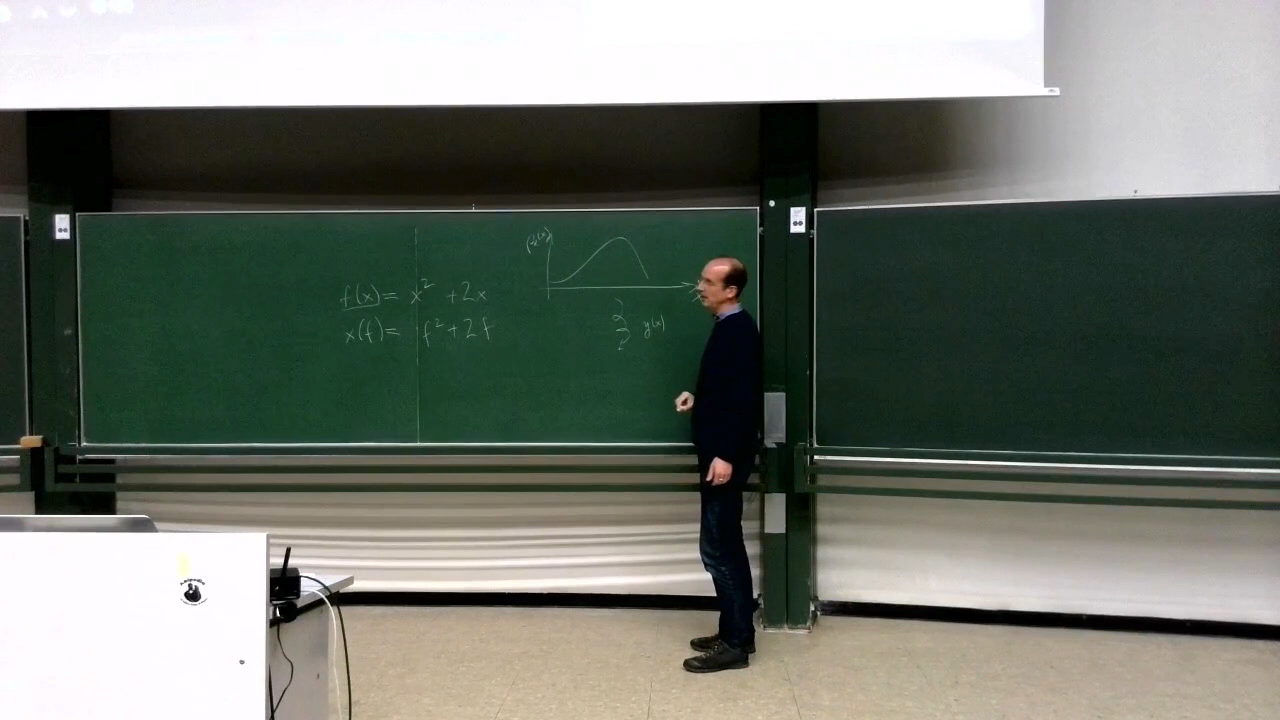 f(x) = x² + 2x
x(f) = f² + 2f
y(x)